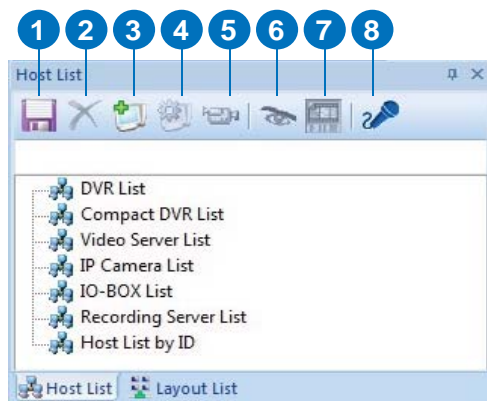 1 2 3 4 5 6 7 8
Host List
DVR List
Compact DVR List
Video Server List
IP Camera List
IO-BOX List
Recording Server List
Host List by ID
Host List Layout List